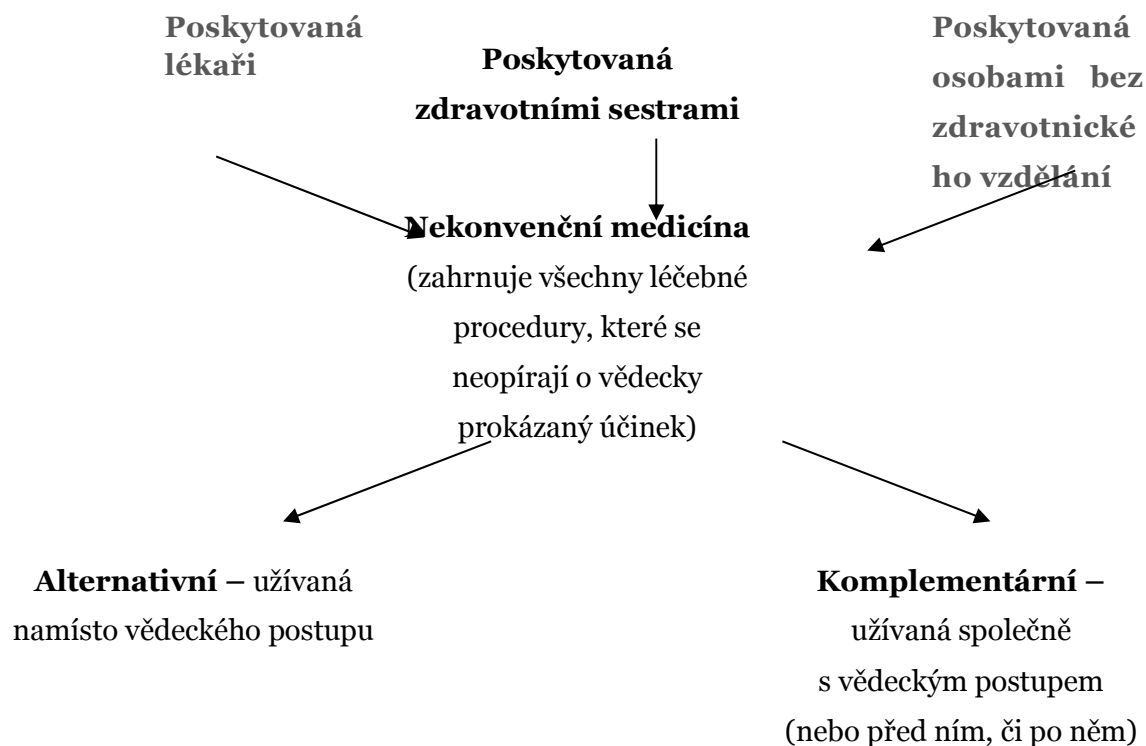 Poskytovaná
lékaři
Poskytovaná
zdravotními sestrami
Poskytovaná
osobami bez
zdravotnické
ho vzdělání
Nekonvenční medicína
(zahrnuje všechny léčebné
procedury, které se
neopírají o vědecky
prokázaný účinek)
Alternativní – užívaná
namísto vědeckého postupu
Komplementární –
užívaná společně
s vědeckým postupem
(nebo před ním, či po něm)